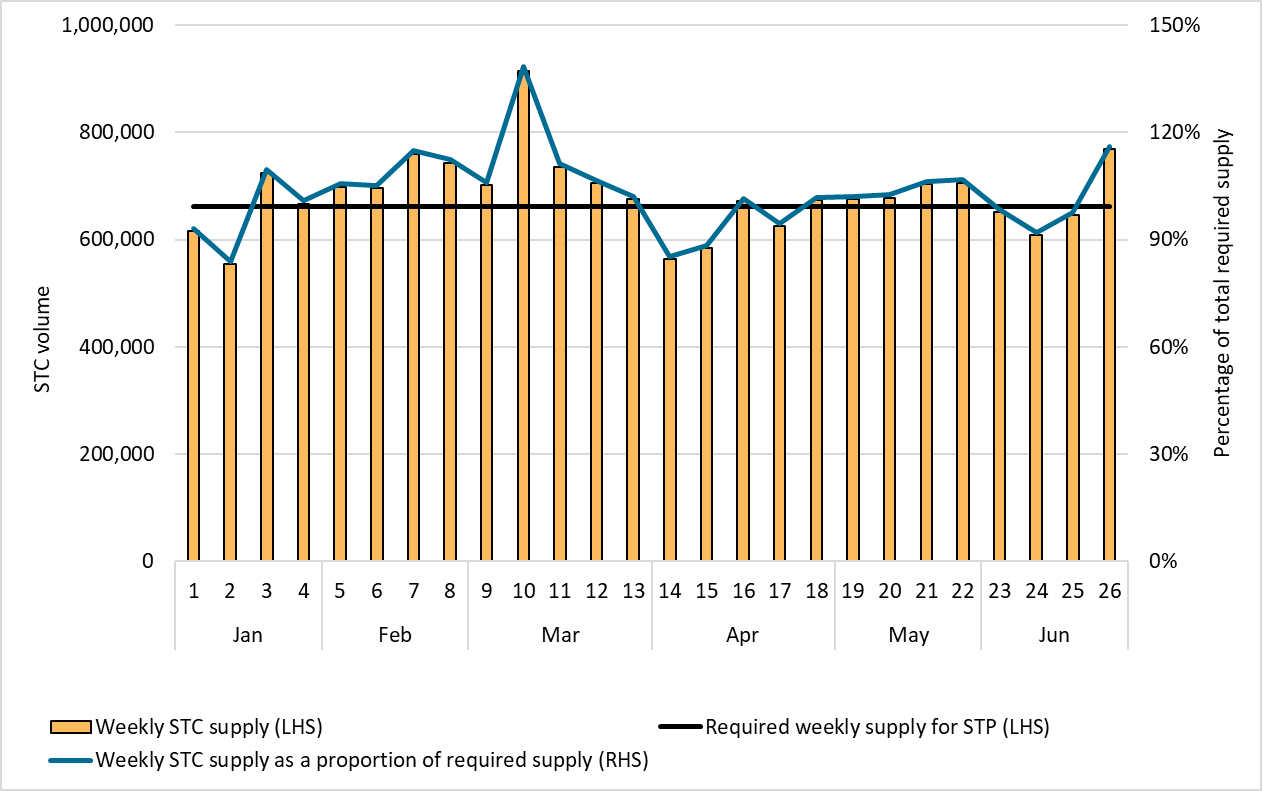 1,000,000
800,000
600,000
400,000
200,000
0
STC volume
150%
120%
90%
60%
30%
0%
Percentage of total required supply
1 2 3 4 5 6 7 8 9 10 11 12 13 14 15 16 17 18 19 20 21 22 23 24 25 26
Jan Feb Mar Apr May Jun
Weekly STC supply (LHS)
Required weekly supply for STP (LHS)
Weekly STC supply as a proportion of required supply (RHS)